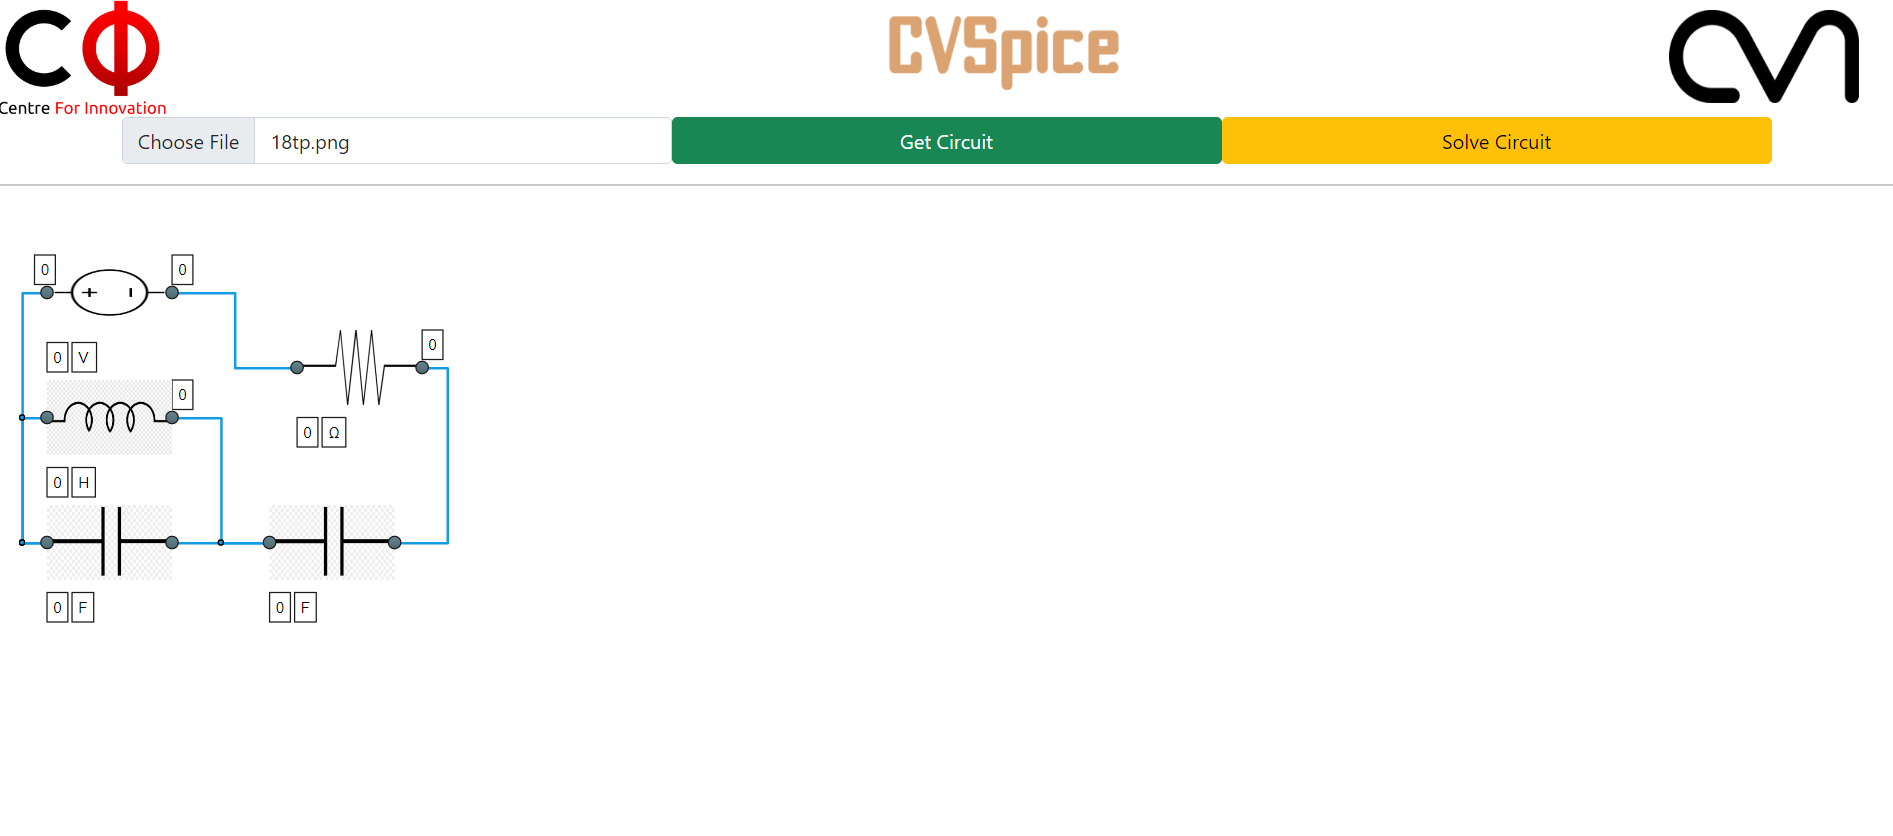 CΦ
CVSpice
Centre For Innovation
Choose File 18tp.png Get Circuit Solve Circuit
0 0
+ -
0
0 V
0
0 Ω
0 H
0 F 0 F